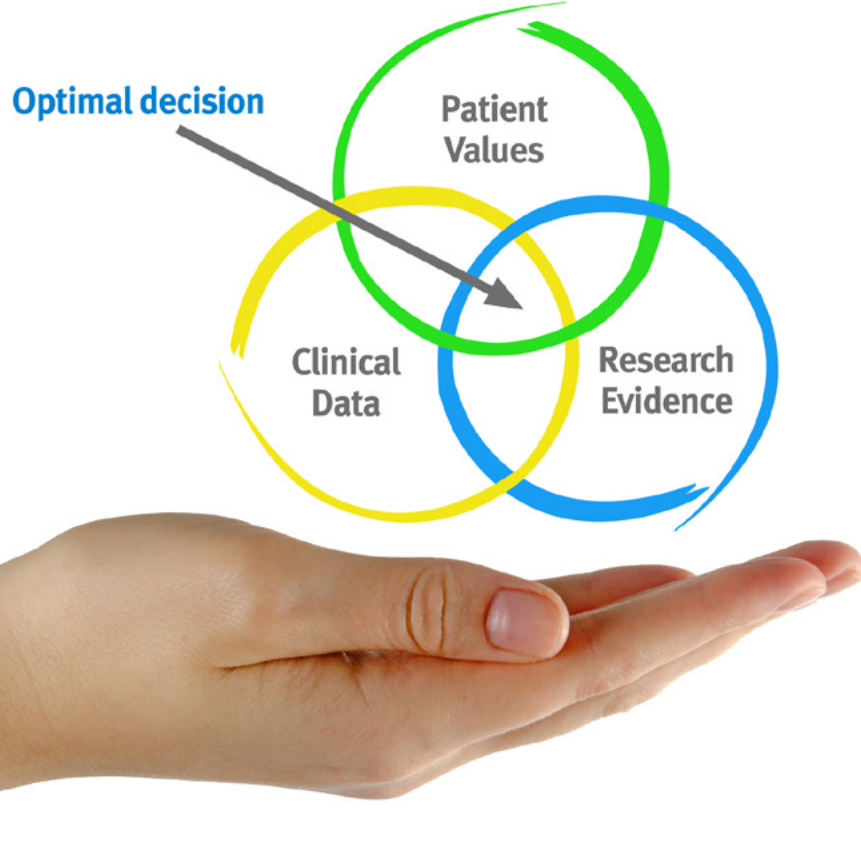 Optimal decision
Patient
Values
Clinical
Data
Research
Evidence